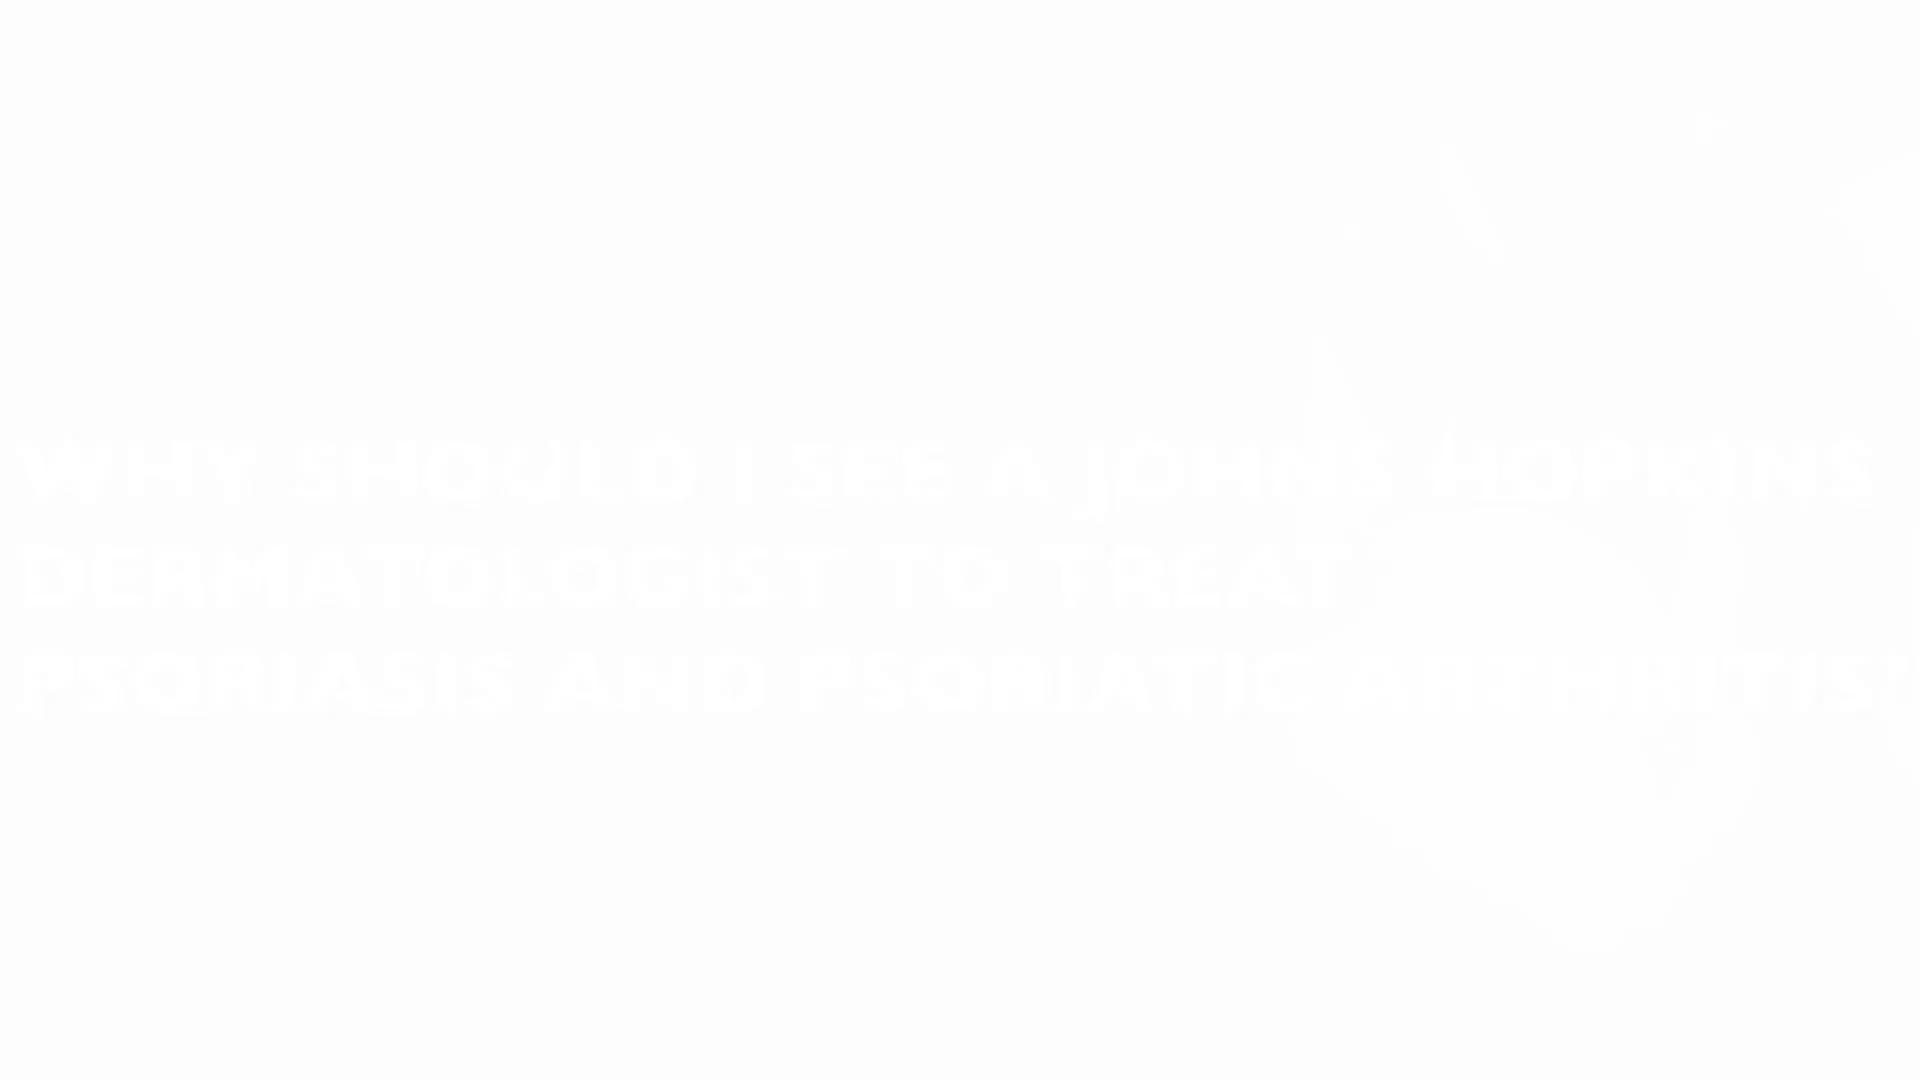 WHY SHOULD I SEE A JOHNS HOPKINS
DERMATOLOGIST TO TREAT
PSORIASIS AND PSORIATIC ARTHRITIS?